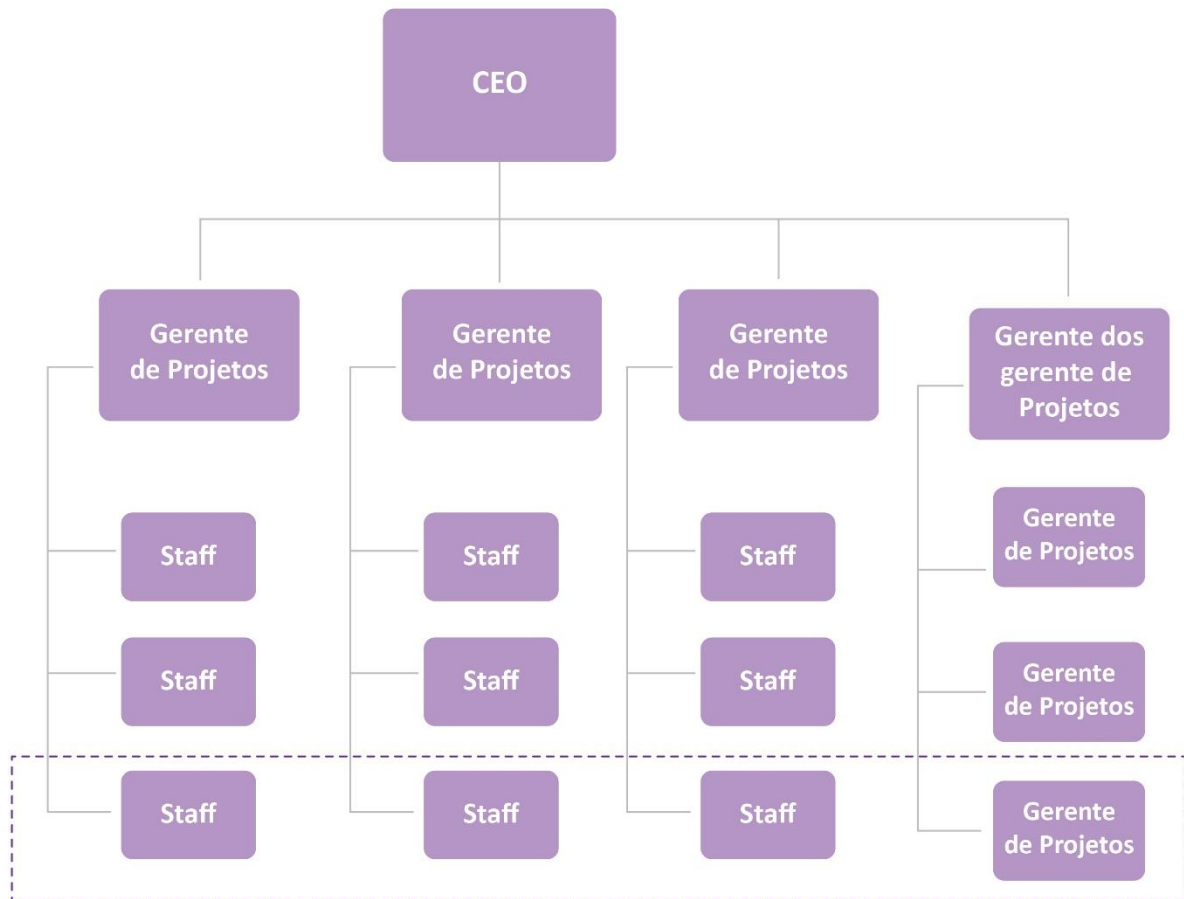 CEO
Gerente
de Projetos
Gerente
de Projetos
Gerente
de Projetos
Gerente dos
gerente de
Projetos
Staff
Staff
Staff
Gerente
de Projetos
Staff
Staff
Staff
Gerente
de Projetos
Staff
Staff
Staff
Gerente
de Projetos